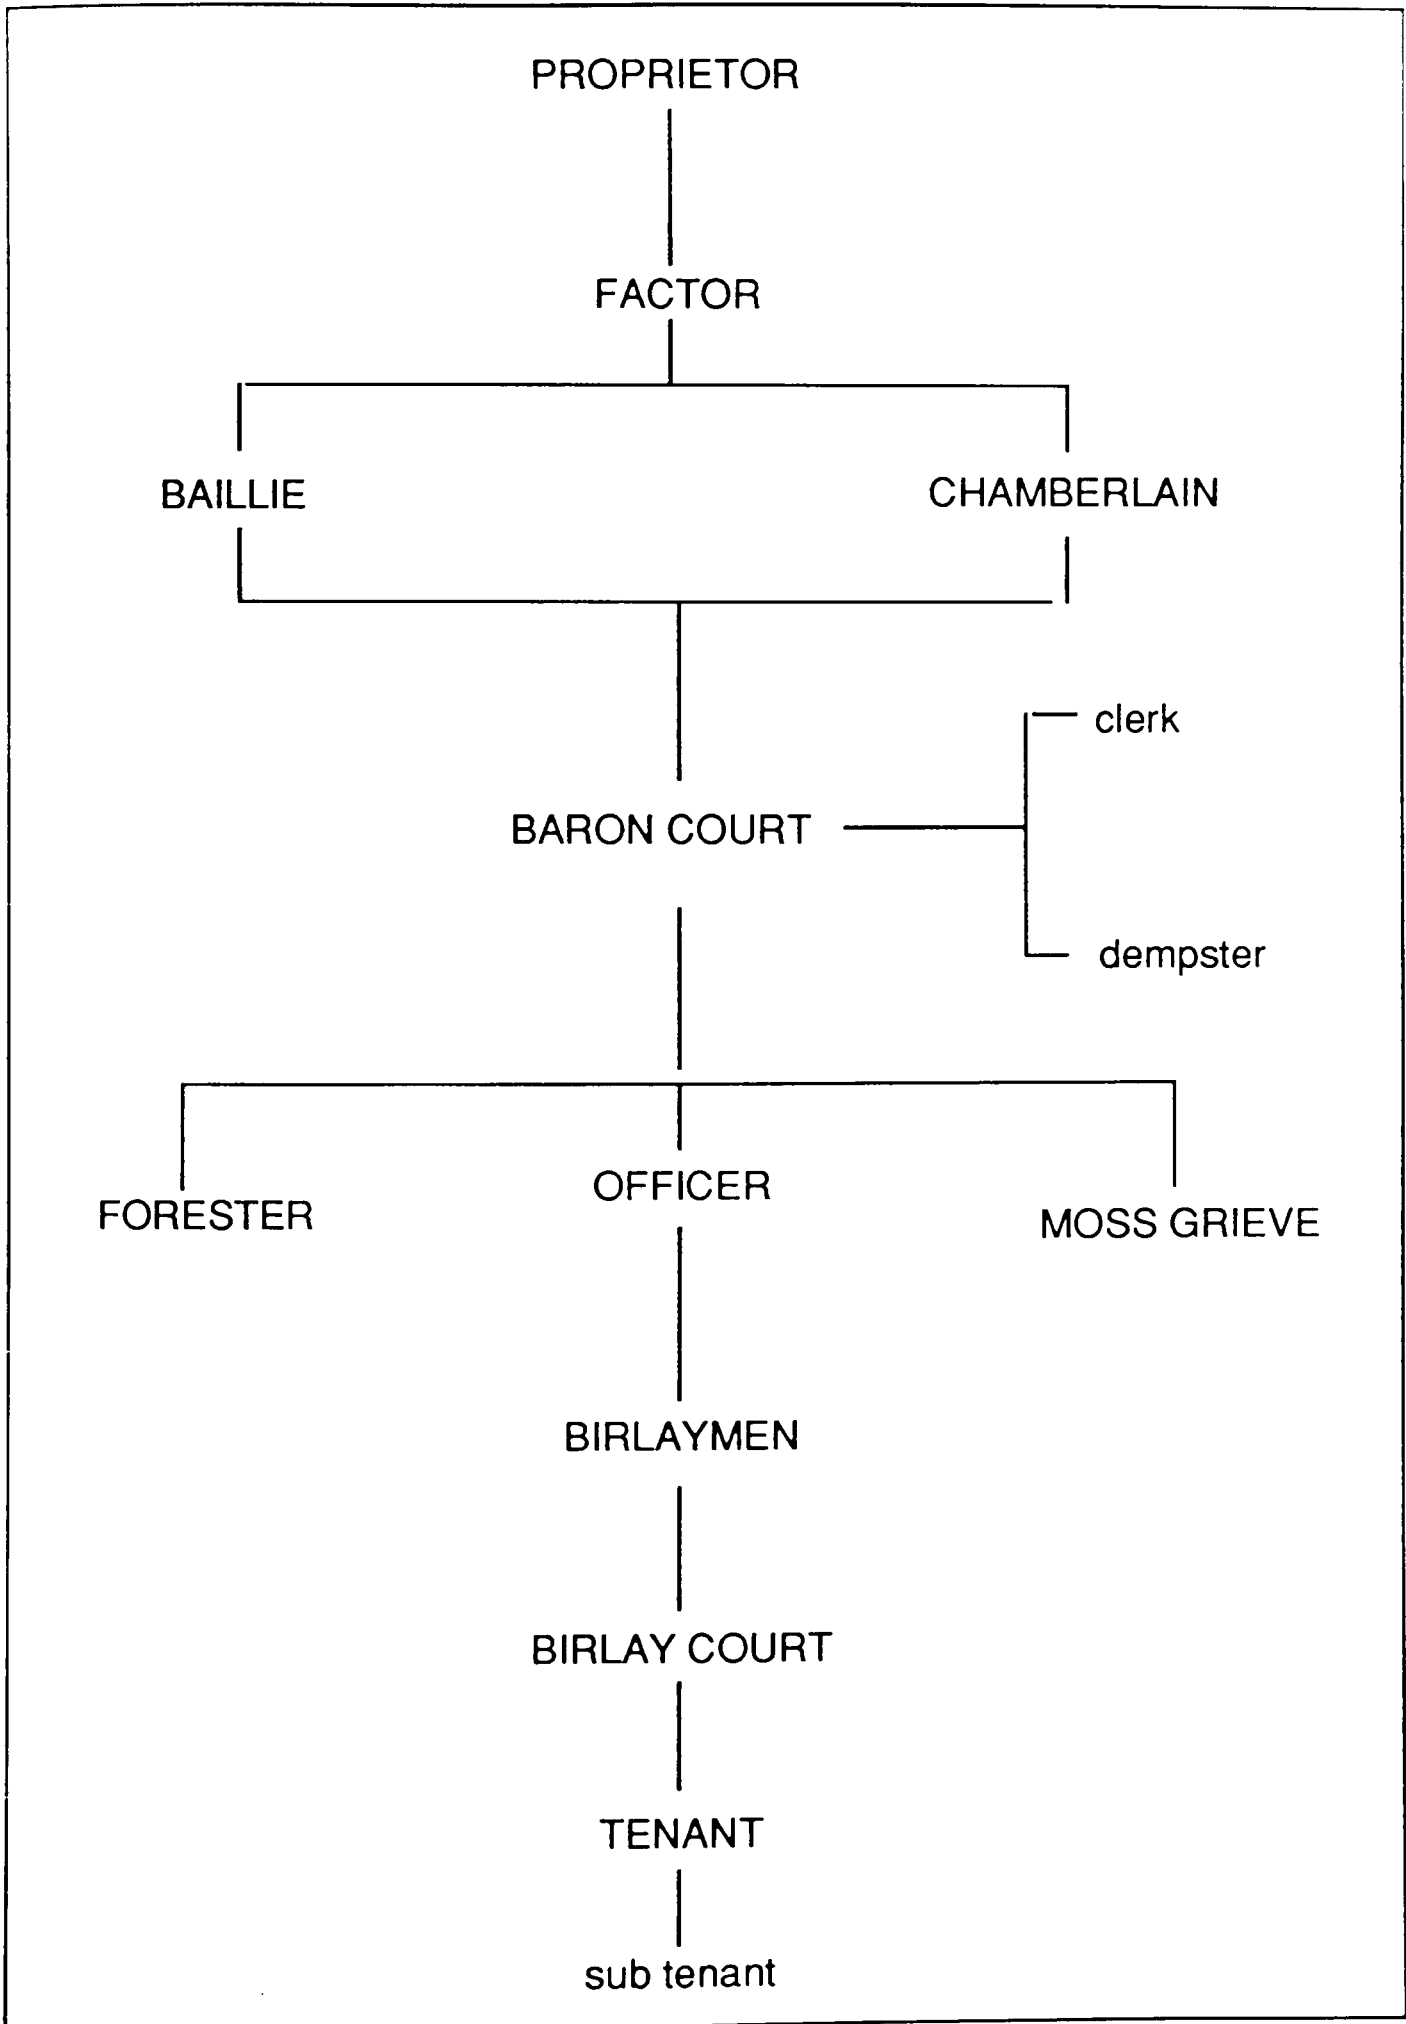 PROPRIETOR
FACTOR
BAILLIE
CHAMBERLAIN
clerk
BARON COURT
dempster
FORESTER
OFFICER
MOSS GRIEVE
BIRLAYMEN
BIRLAY COURT
TENANT
sub tenant